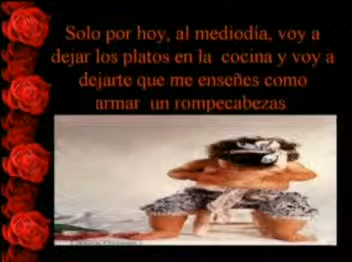 Solo por hoy, al mediodía, voy a
dejar los platos en la cocina y voy a
dejarte que me enseñes como
armar un rompecabezas